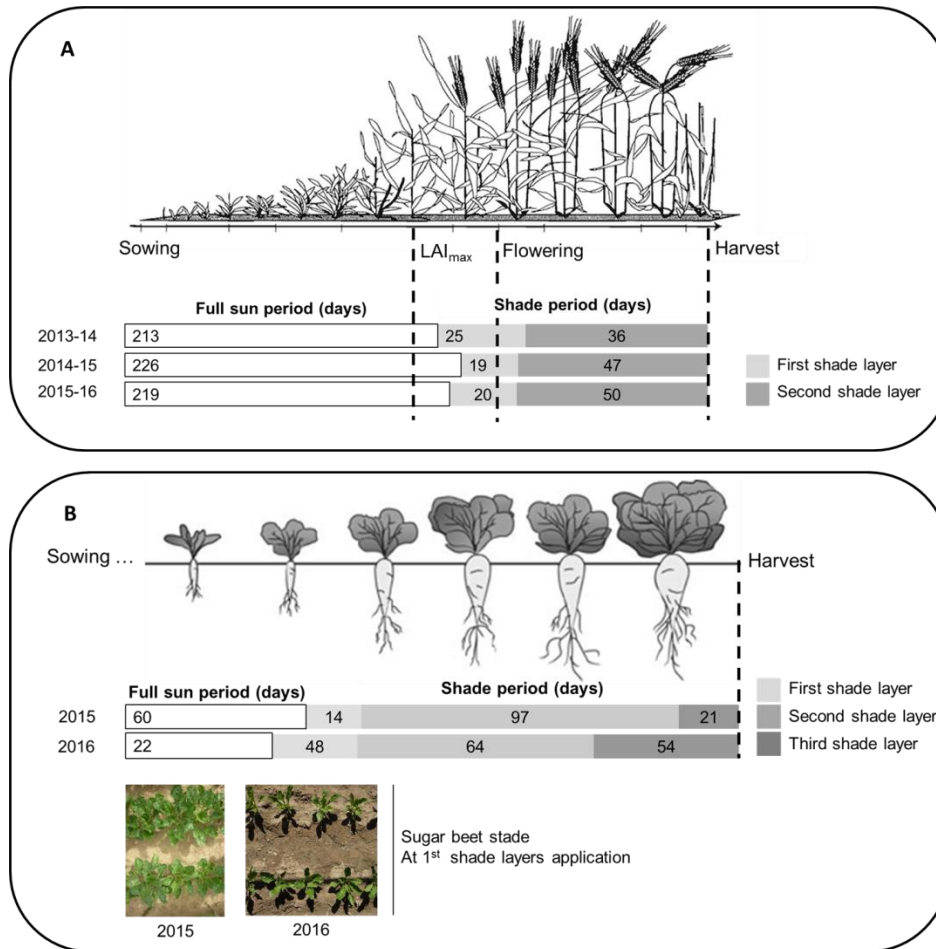 A
Sowing LAImax Flowering Harvest
Full sun period (days) Shade period (days)
2013-14 213 25 36
2014-15 226 19 47 First shade layer
2015-16 219 20 50 Second shade layer
B
Sowing ... Harvest
Full sun period (days) Shade period (days) First shade layer
2015 60 14 97 21 Second shade layer
2016 22 48 64 54 Third shade layer
Sugar beet stade
At 1st shade layers application
2015 2016